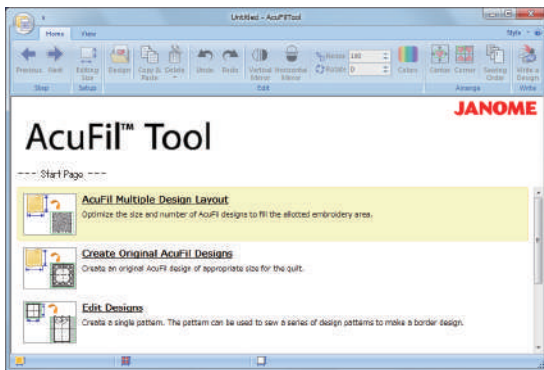 Untitled - AcuFilTool
Home View Style
Previous Next Editing Size Design Copy & Paste Delete Undo Redo Vertical Mirror Horizontal Mirror Resize 100 Rotate 0 Colors Center Corner Sewing Order Write a Design
Step Setup Edit Arrange Write
JANOME
AcuFil™ Tool
--- Start Page ---
AcuFil Multiple Design Layout
Optimize the size and number of AcuFil designs to fill the allotted embroidery area.
Create Original AcuFil Designs
Create an original AcuFil design of appropriate size for the quilt.
Edit Designs
Create a single pattern. The pattern can be used to sew a series of design patterns to make a border design.